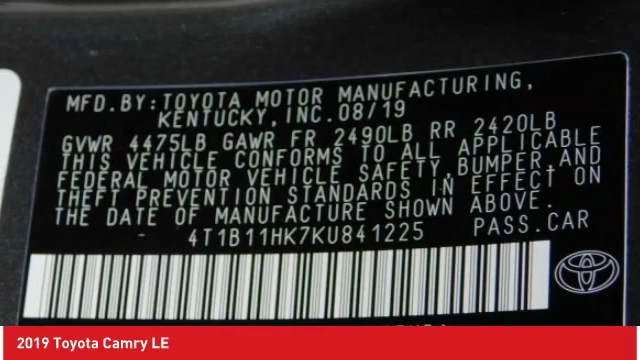 MFD.BY:TOYOTA MOTOR MANUFACTURING,
KENTUCKY,INC.08/19
GVWR 4475LB GAWR FR 2490LB RR 2420LB
THIS VEHICLE CONFORMS TO ALL APPLICABLE
FEDERAL MOTOR VEHICLE SAFETY,BUMPER,AND
THEFT PREVENTION STANDARDS IN EFFECT ON
THE DATE OF MANUFACTURE SHOWN ABOVE.
4T1B11HK7KU841225 PASS.CAR
2019 Toyota Camry LE